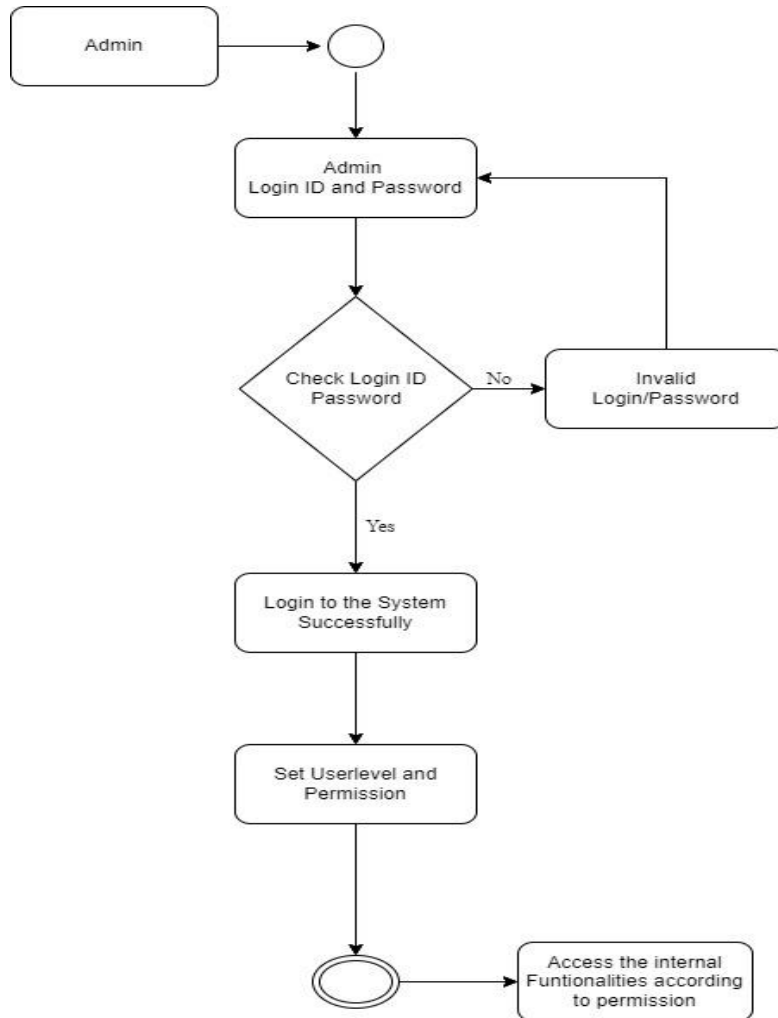 Admin
Admin
Login ID and Password
Check Login ID
Password
No
Invalid
Login/Password
Yes
Login to the System
Successfully
Set Userlevel and
Permission
Access the internal
Funtionalities according
to permission